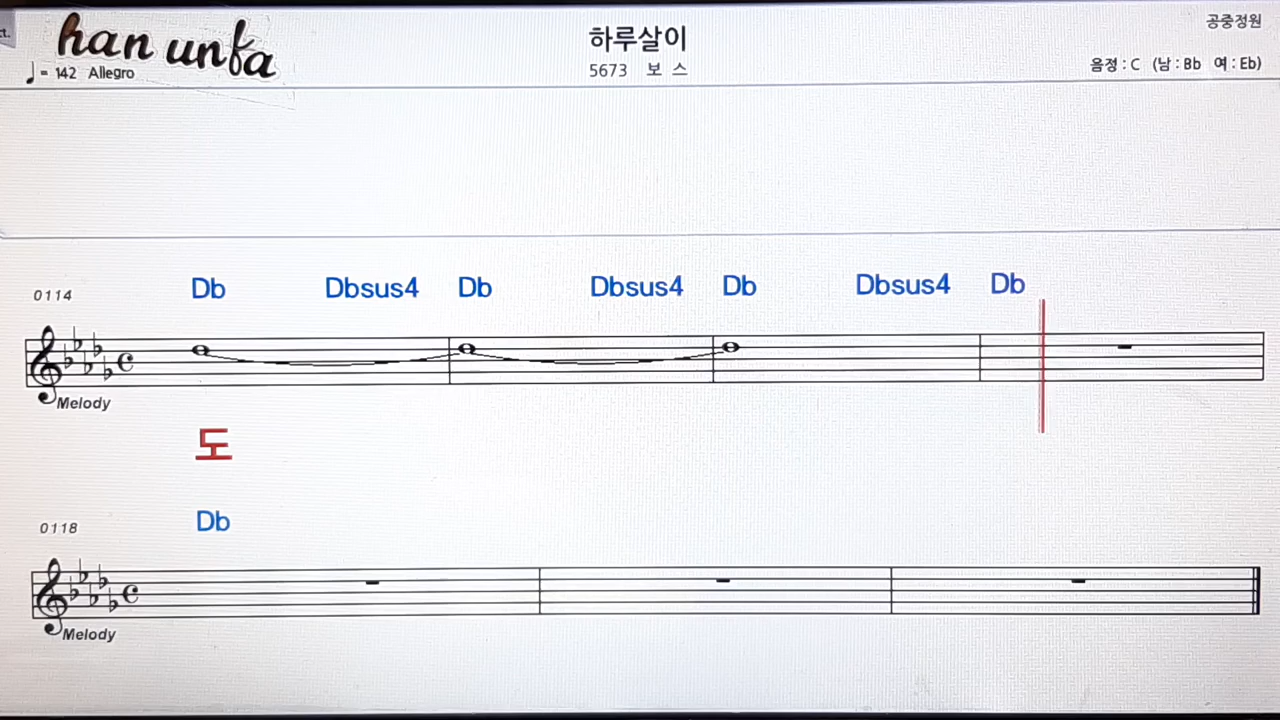 ct.
han unfa
♩= 142 Allegro
하루살이
5673 보 스
공중정원
음정 : C (남 : Bb 여 : Eb)
0114
Db Dbsus4 Db Dbsus4 Db Dbsus4 Db
Melody
도
0118
Db
Melody